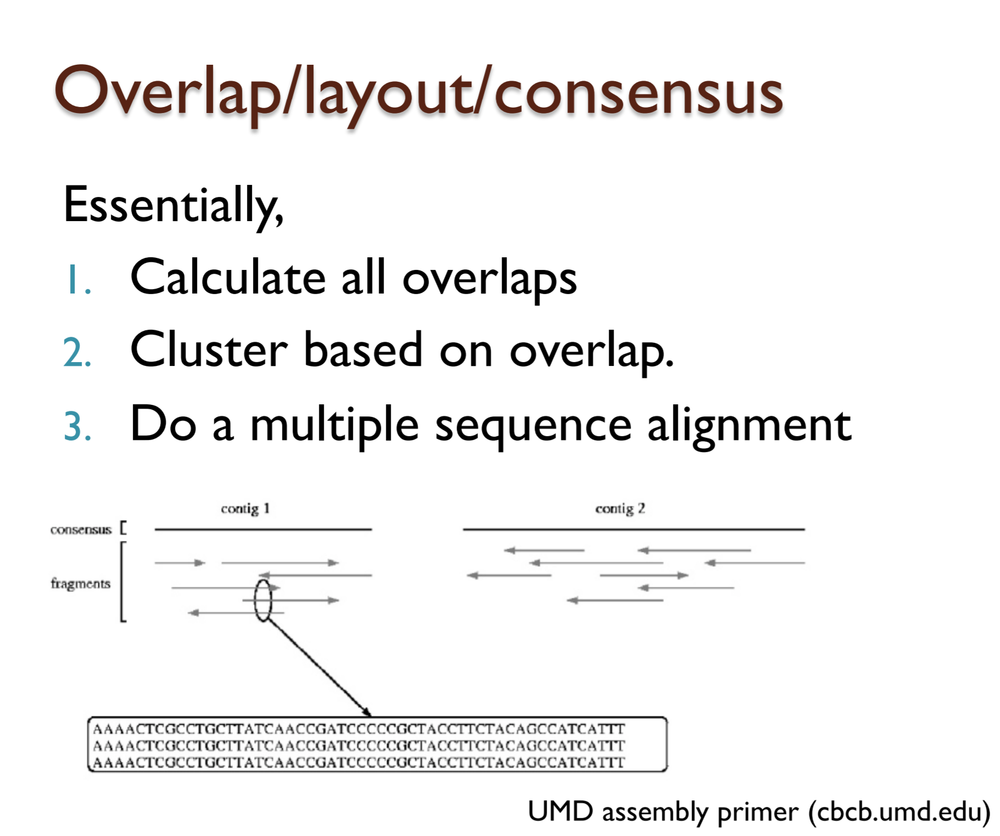 Overlap/layout/consensus
Essentially,
1. Calculate all overlaps
2. Cluster based on overlap.
3. Do a multiple sequence alignment
contig 1
contig 2
consensus
fragments
AAAACTCGCCTGCTTATCAACCGATCCCCCGCTACCTTCTACAGCCATCATTT
AAAACTCGCCTGCTTATCAACCGATCCCCCGCTACCTTCTACAGCCATCATTT
AAAACTCGCCTGCTTATCAACCGATCCCCCGCTACCTTCTACAGCCATCATTT
UMD assembly primer (cbcb.umd.edu)